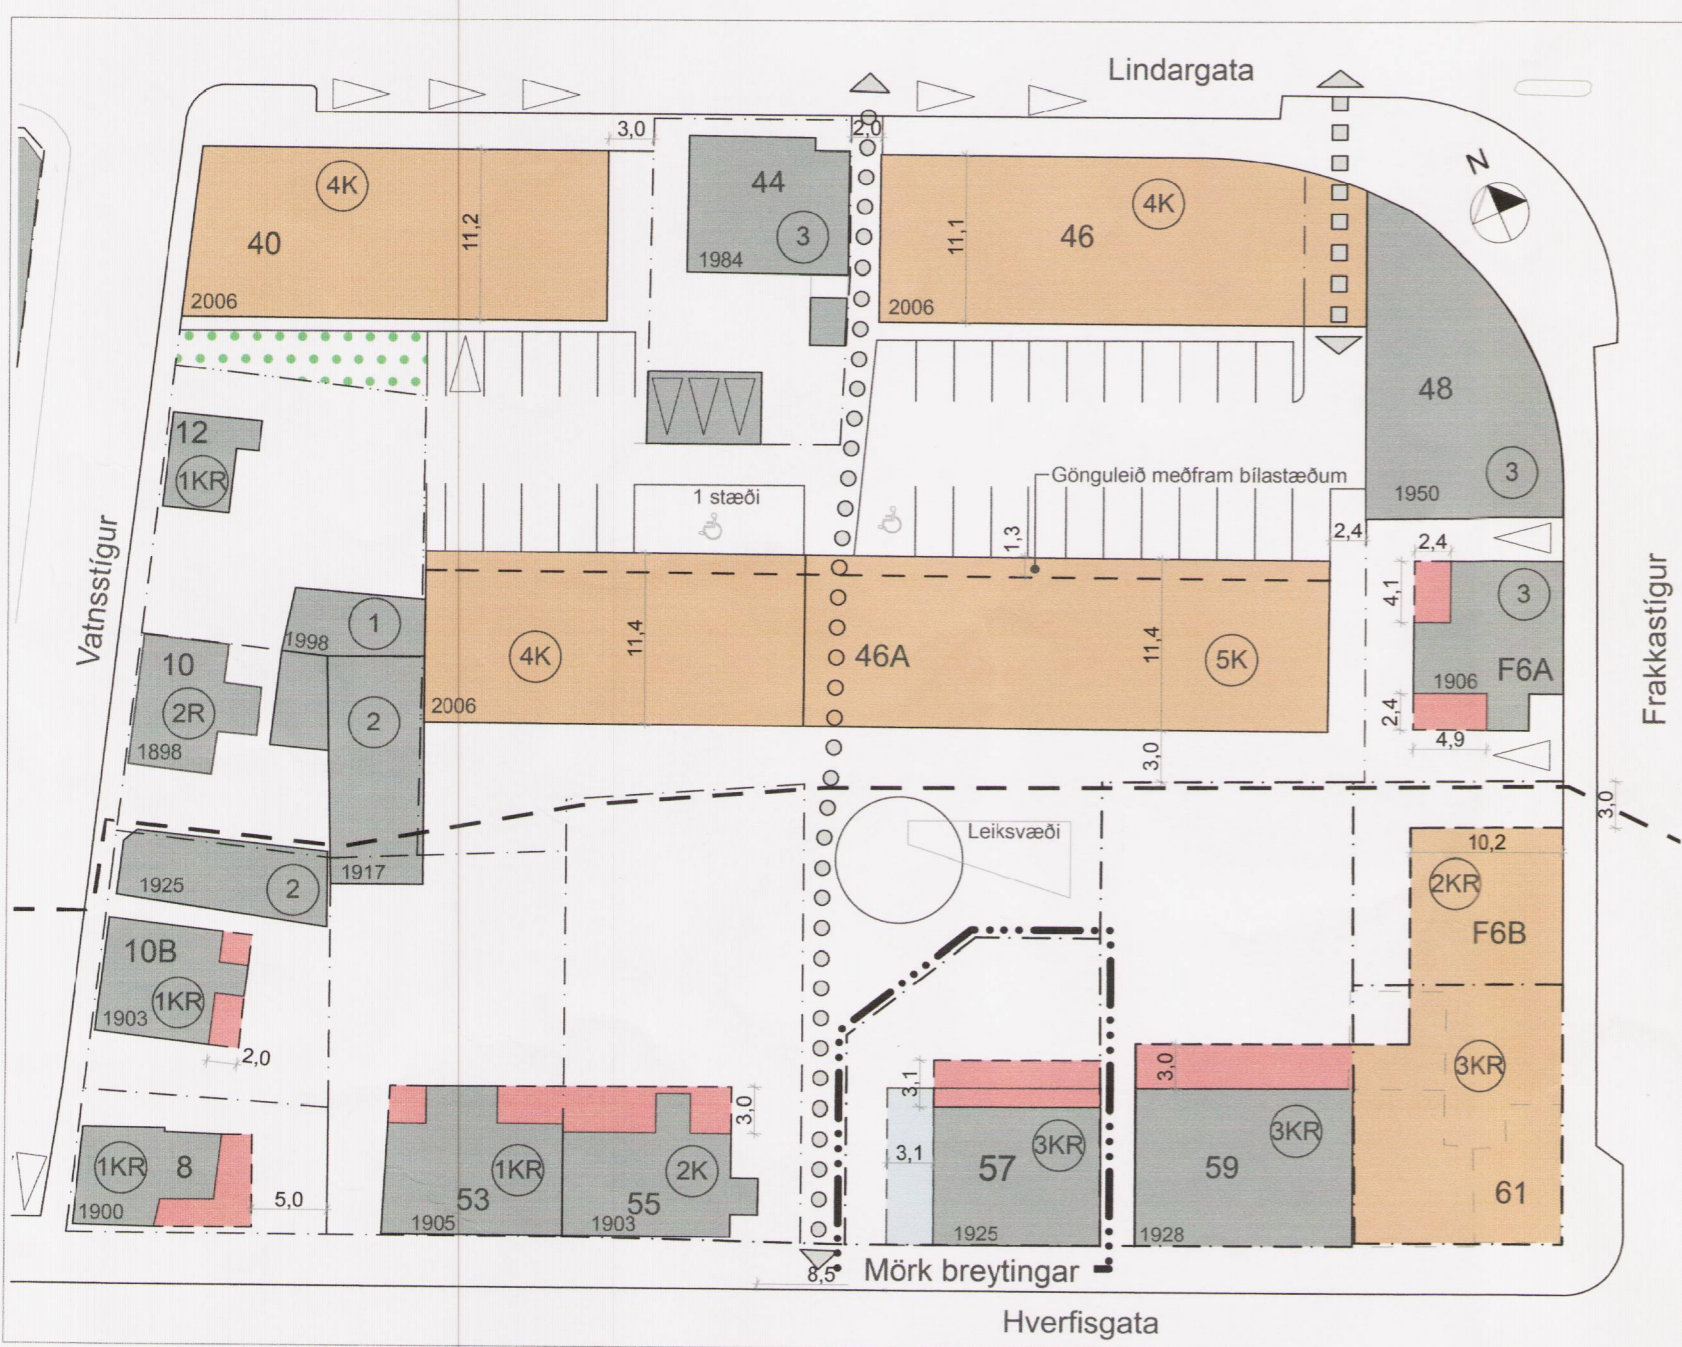 Lindargata
3,0
2,0
N
4K
40
11,2
2006
44
3
1984
4K
46
11,1
2006
48
3
1950
12
1KR
1 stæði
Gönguleið meðfram bílastæðum
1,3
2,4
2,4
4,1
3
F6A
1906
2,4
4,9
Vatnsstígur
Frakkastígur
1998
1
10
2R
1898
2
4K
11,4
2006
46A
11,4
5K
3,0
3,0
1925
2
1917
Leiksvæði
10,2
2KR
F6B
10B
1KR
1903
2,0
3KR
61
1KR
8
1900
5,0
1KR
53
1905
2K
55
1903
3,0
3,1
3,1
3KR
57
1925
3,0
3KR
59
1928
8,5
Mörk breytingar
Hverfisgata